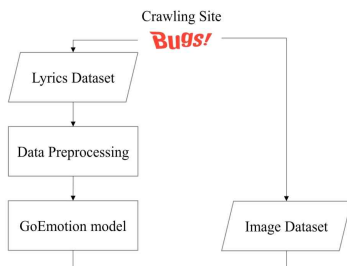 Crawling Site
Bugs!
Lyrics Dataset
Data Preprocessing
GoEmotion model
Image Dataset